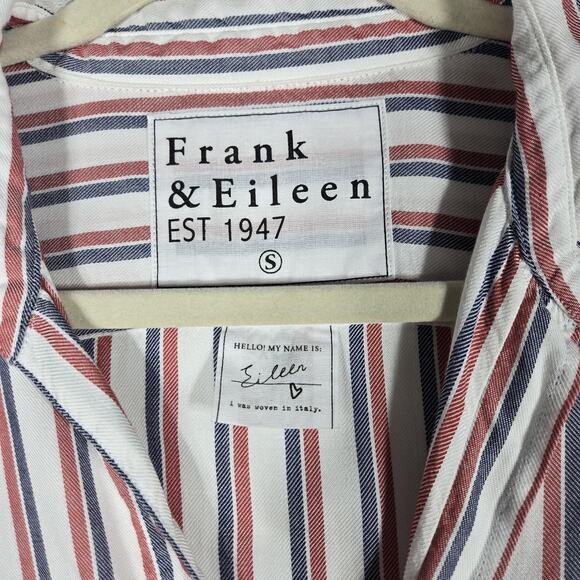 Frank
& Eileen
EST 1947
S
HELLO! MY NAME IS:
Eileen
i was woven in italy.